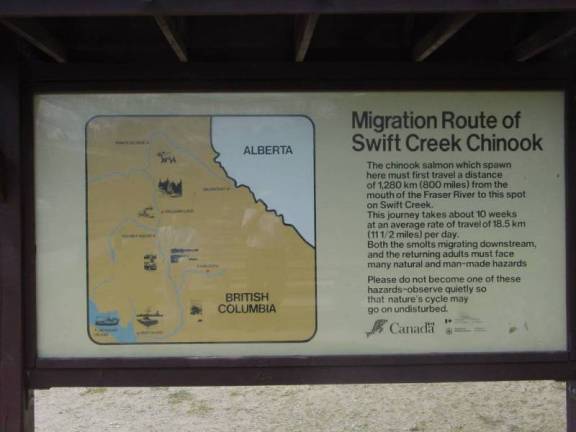 Migration Route of
Swift Creek Chinook
ALBERTA
BRITISH
COLUMBIA
The chinook salmon which spawn
here must first travel a distance
of 1,280 km (800 miles) from the
mouth of the Fraser River to this spot
on Swift Creek.
This journey takes about 10 weeks
at an average rate of travel of 18.5 km
(11 1/2 miles) per day.
Both the smolts migrating downstream,
and the returning adults must face
many natural and man-made hazards
Please do not become one of these
hazards-observe quietly so
that nature's cycle may
go on undisturbed.
Canada